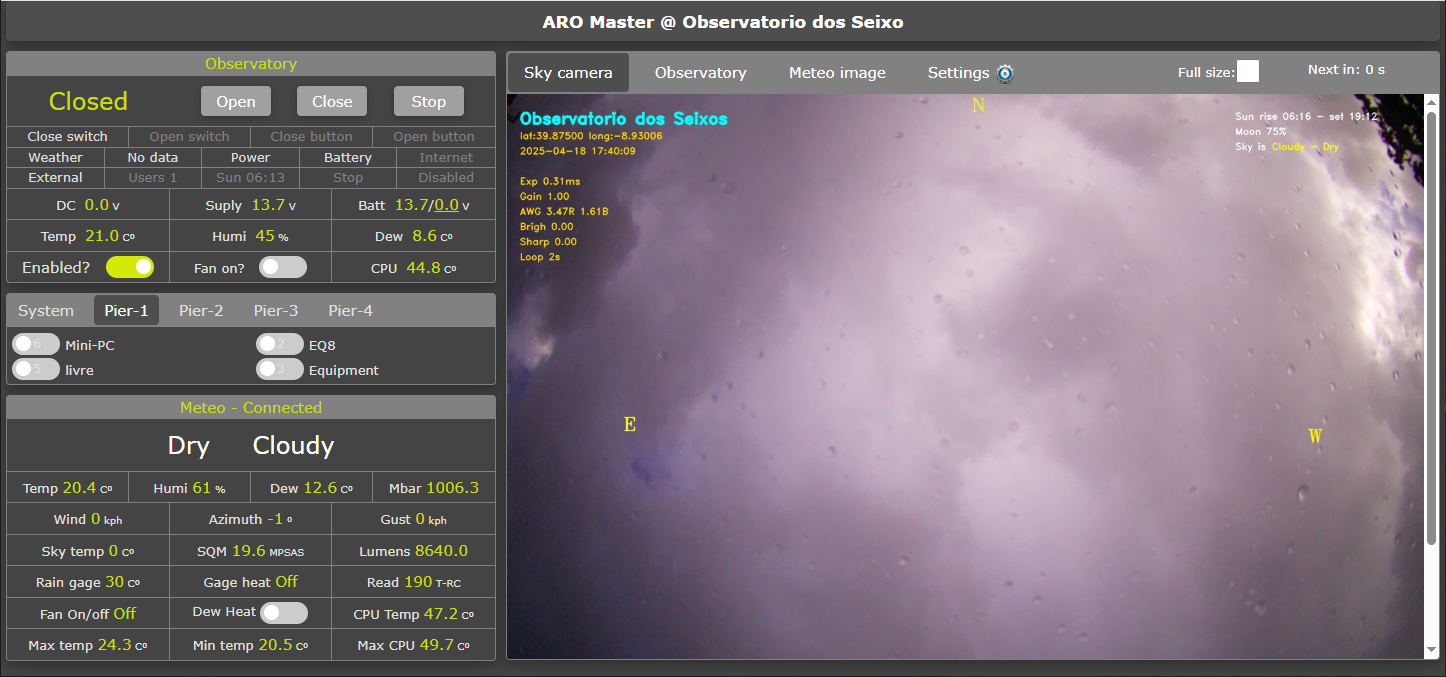 ARO Master @ Observatorio dos Seixo
Observatory
Closed Open Close Stop
Close switch Open switch Close button Open button
Weather No data Power Battery Internet
External Users 1 Sun 06:13 Stop Disabled
DC 0.0 v Suply 13.7 v Batt 13.7/0.0 v
Temp 21.0 Cº Humi 45 % Dew 8.6 Cº
Enabled? Fan on? CPU 44.8 Cº
System Pier-1 Pier-2 Pier-3 Pier-4
6 Mini-PC 2 EQ8
5 livre 3 Equipment
Meteo - Connected
Dry Cloudy
Temp 20.4 Cº Humi 61 % Dew 12.6 Cº Mbar 1006.3
Wind 0 kph Azimuth -1 º Gust 0 kph
Sky temp 0 Cº SQM 19.6 MPSAS Lumens 8640.0
Rain gage 30 Cº Gage heat Off Read 190 T-RC
Fan On/off Off Dew Heat CPU Temp 47.2 Cº
Max temp 24.3 Cº Min temp 20.5 Cº Max CPU 49.7 Cº
Sky camera Observatory Meteo image Settings Full size: Next in: 0 s
N
Observatorio dos Seixos
lat:39.87500 long:-8.93006
2025-04-18 17:40:09
Exp 0.31ms
Gain 1.00
AWG 3.47R 1.61B
Brigh 0.00
Sharp 0.00
Loop 2s
Sun rise 06:16 - set 19:12
Moon 75%
Sky is Cloudy - Dry
E
W